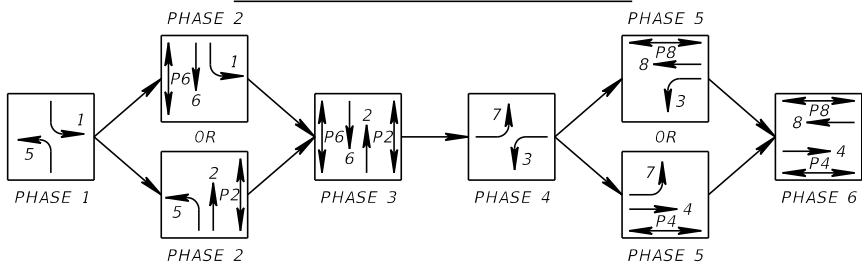 PHASE 2
P6
1
6
OR
5
2
P2
PHASE 2
1
5
PHASE 1
P6
2
P2
6
PHASE 3
7
3
PHASE 4
PHASE 5
P8
8
3
OR
7
4
P4
PHASE 5
P8
8
4
P4
PHASE 6